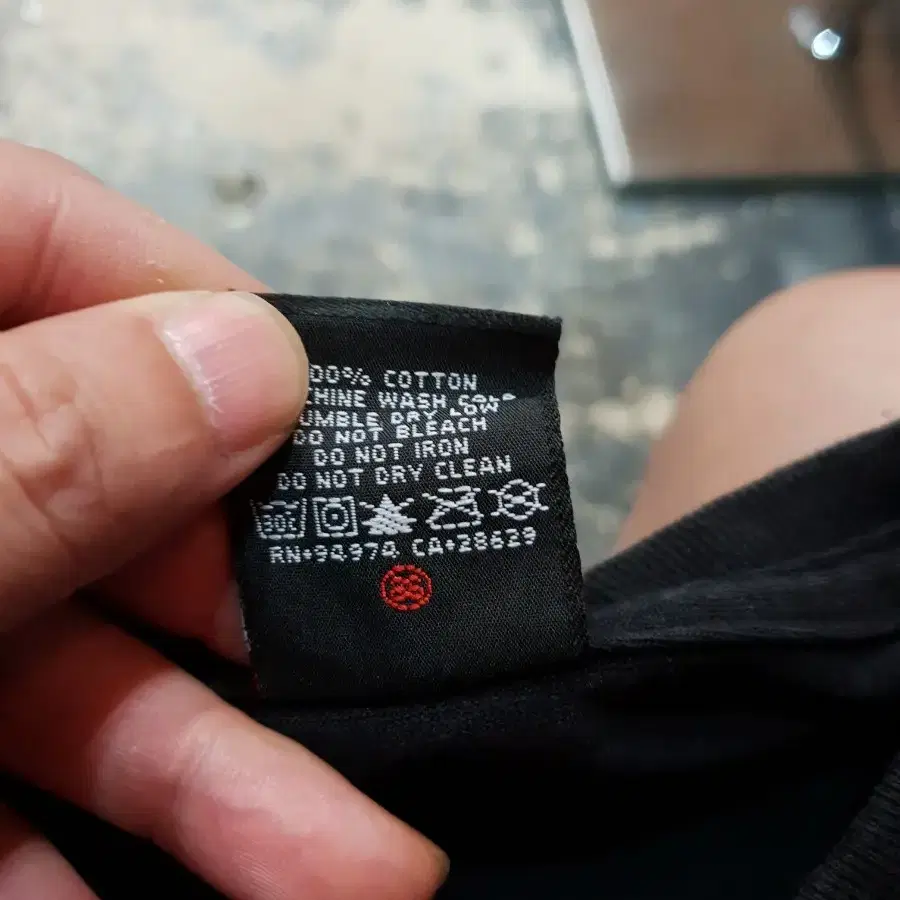 00% COTTON
CHINE WASH COLD
UMBLE DRY LOW
DO NOT BLEACH
DO NOT IRON
DO NOT DRY CLEAN
30C
RN*94974 CA*28629